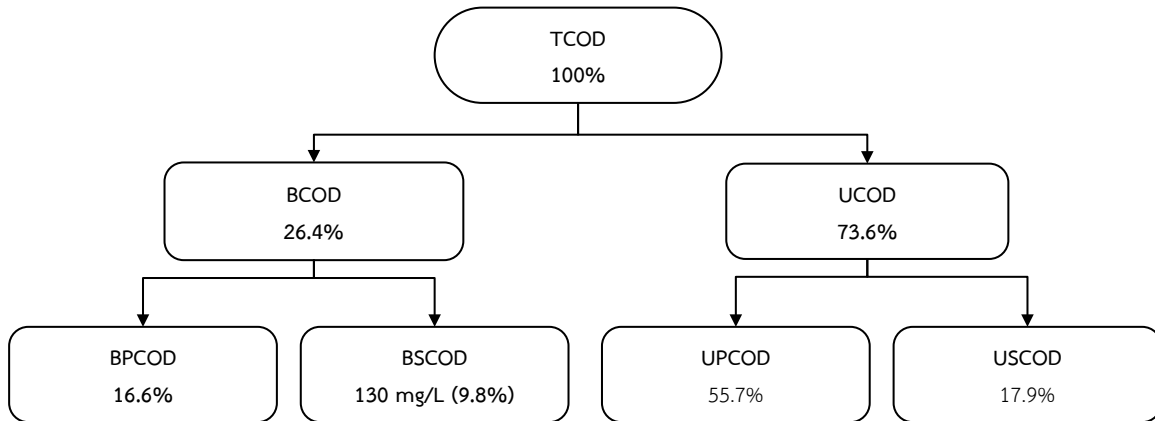 TCOD
100%
BCOD
26.4%
UCOD
73.6%
BPCOD
16.6%
BSCOD
130 mg/L (9.8%)
UPCOD
55.7%
USCOD
17.9%